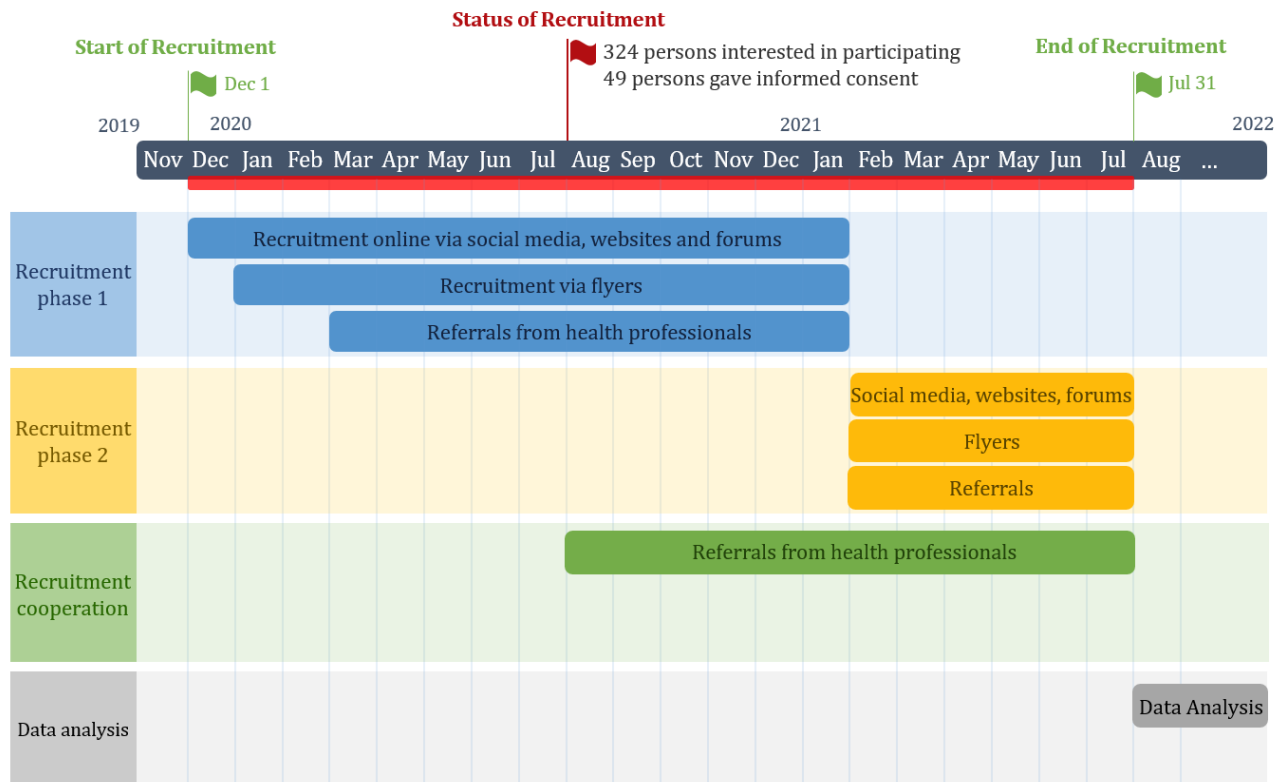 Status of Recruitment
Start of Recruitment
324 persons interested in participating
End of Recruitment
49 persons gave informed consent
Dec 1
Jul 31
2019
2020
2021
2022
Nov Dec Jan Feb Mar Apr May Jun Jul Aug Sep Oct Nov Dec Jan Feb Mar Apr May Jun Jul Aug ...
Recruitment
phase 1
Recruitment online via social media, websites and forums
Recruitment via flyers
Referrals from health professionals
Recruitment
phase 2
Social media, websites, forums
Flyers
Referrals
Recruitment
cooperation
Referrals from health professionals
Data analysis
Data Analysis